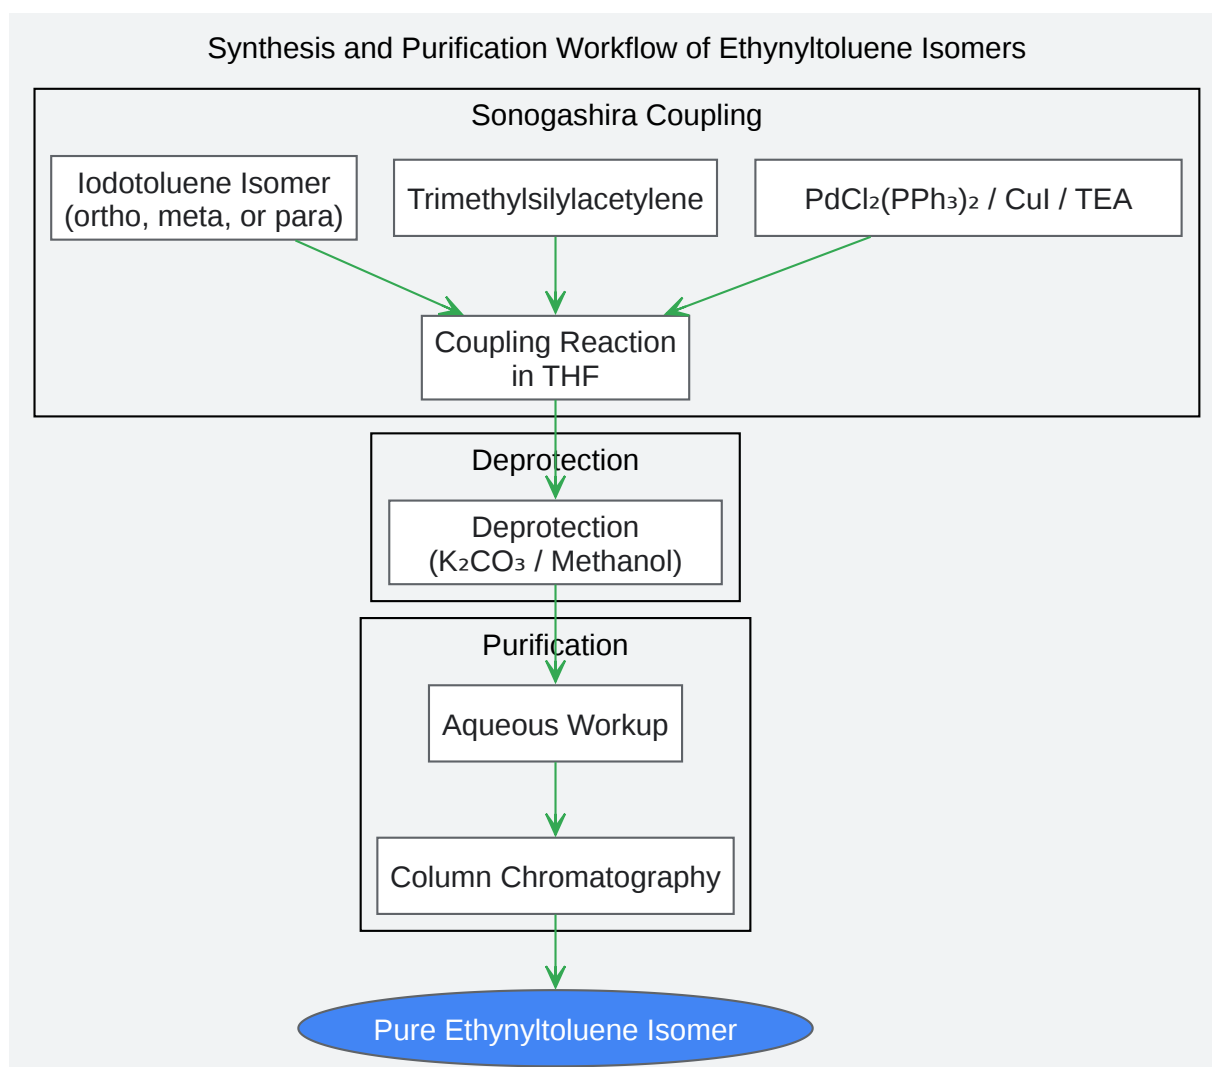 Synthesis and Purification Workflow of Ethynyltoluene Isomers
Sonogashira Coupling
Iodotoluene Isomer
(ortho, meta, or para)
Trimethylsilylacetylene
PdCl₂(PPh₃)₂ / CuI / TEA
Coupling Reaction
in THF
Deprotection
Deprotection
(K₂CO₃ / Methanol)
Purification
Aqueous Workup
Column Chromatography
Pure Ethynyltoluene Isomer